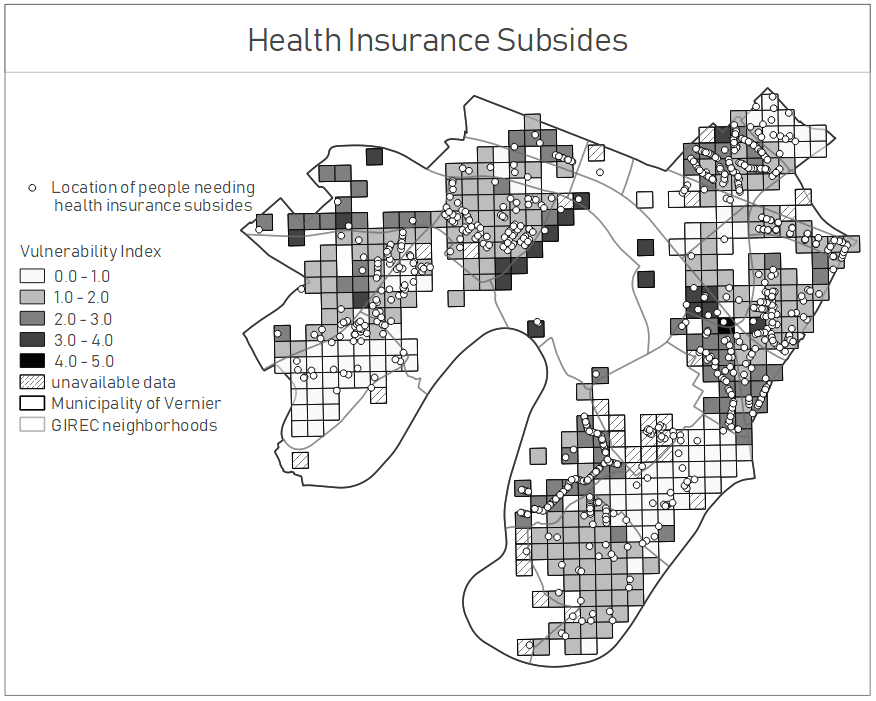 Health Insurance Subsides
Location of people needing
health insurance subsides
Vulnerability Index
0.0 - 1.0
1.0 - 2.0
2.0 - 3.0
3.0 - 4.0
4.0 - 5.0
unavailable data
Municipality of Vernier
GIREC neighborhoods